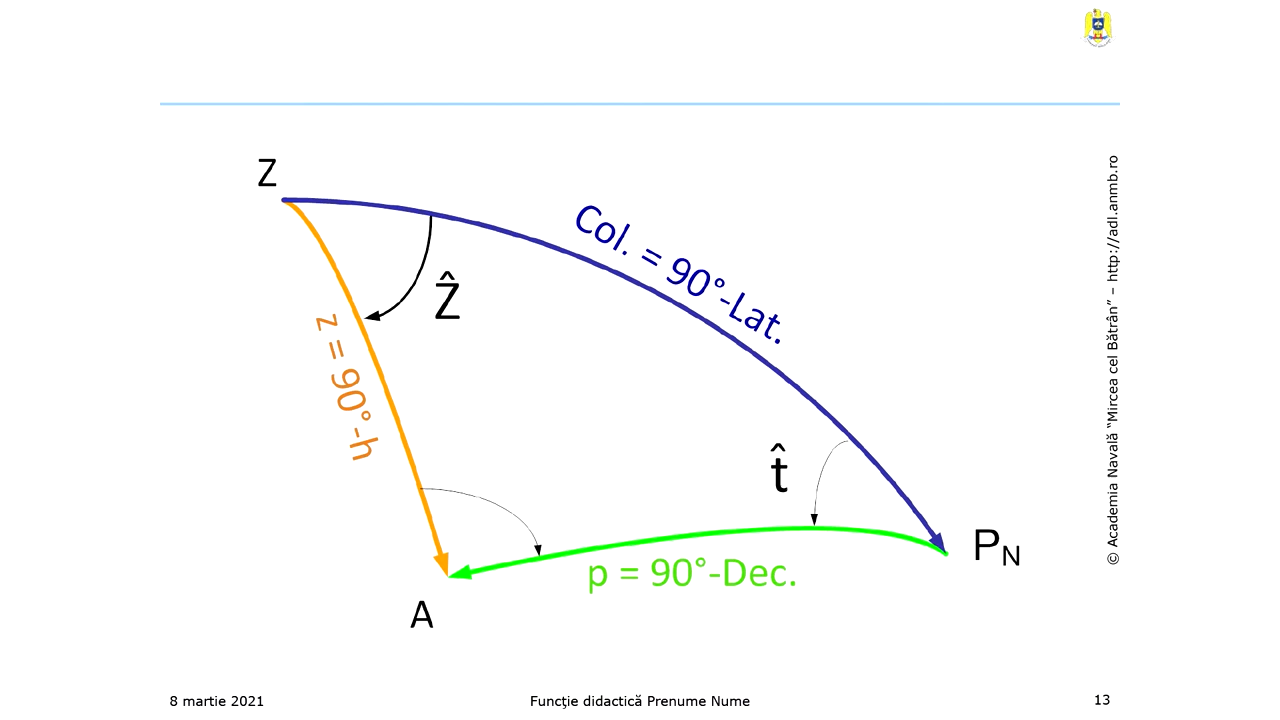 Z
Col. = 90°-Lat.
Ẑ
z = 90°-h
t̂
P_N
p = 90°-Dec.
A
© Academia Navală “Mircea cel Bătrân” – http://adl.anmb.ro
8 martie 2021
Funcţie didactică Prenume Nume
13